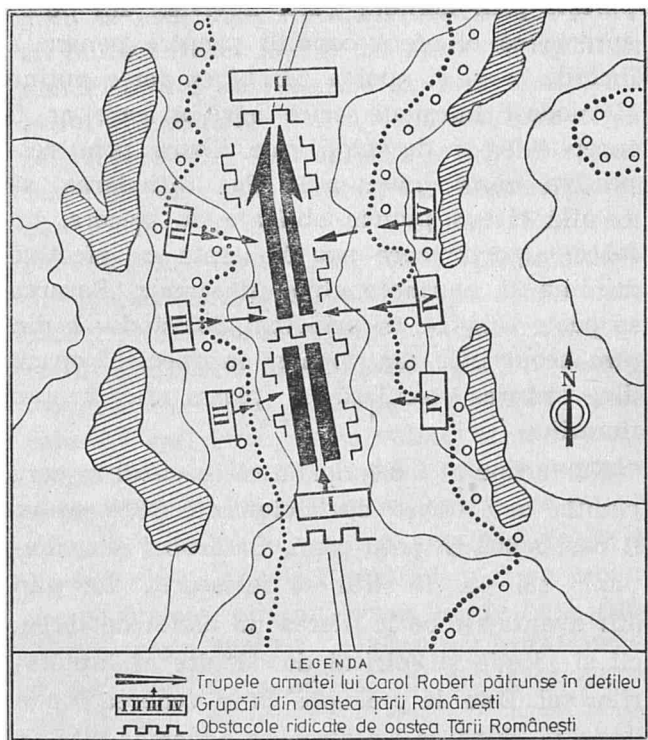 II
III
IV
III
IV
III
IV
N
I
LEGENDA
Trupele armatei lui Carol Robert pătrunse în defileu
I II III IV Grupări din oastea Țării Românești
Obstacole ridicate de oastea Țării Românești